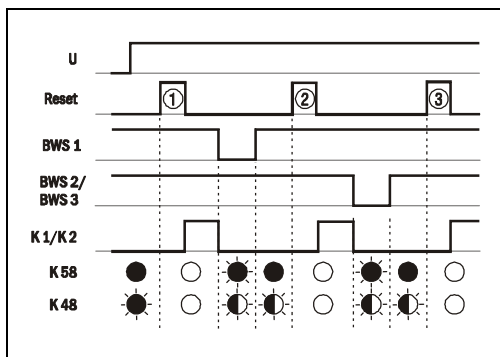 U
Reset
1
2
3
BWS 1
BWS 2/
BWS 3
K 1/K 2
K 58
K 48